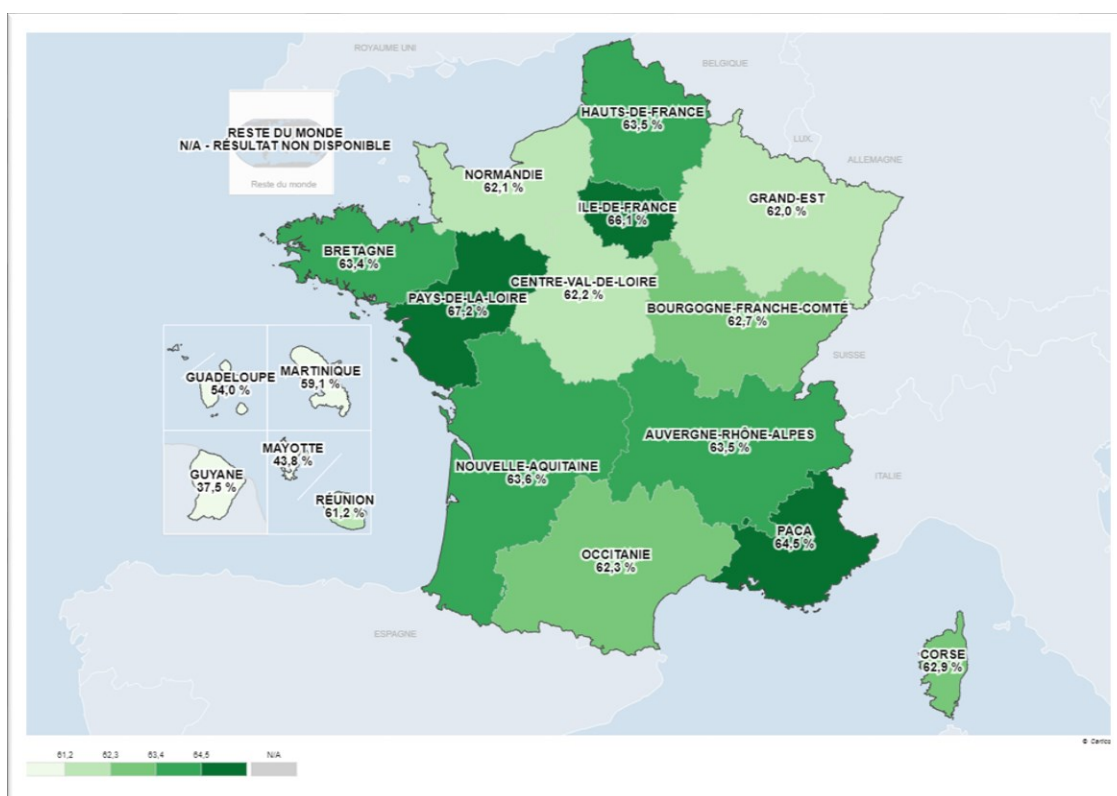 ROYAUME UNI
BELGIQUE
HAUTS-DE-FRANCE
63,5 %
RESTE DU MONDE
N/A - RÉSULTAT NON DISPONIBLE
Reste du monde
LUX.
ALLEMAGNE
NORMANDIE
62,1 %
ILE-DE-FRANCE
66,1 %
GRAND-EST
62,0 %
BRETAGNE
63,4 %
PAYS-DE-LA-LOIRE
67,2 %
CENTRE-VAL-DE-LOIRE
62,2 %
BOURGOGNE-FRANCHE-COMTÉ
62,7 %
SUISSE
GUADELOUPE
54,0 %
MARTINIQUE
59,1 %
AUVERGNE-RHÔNE-ALPES
63,5 %
MAYOTTE
43,8 %
NOUVELLE-AQUITAINE
63,6 %
GUYANE
37,5 %
RÉUNION
61,2 %
ITALIE
PACA
64,5 %
OCCITANIE
62,3 %
ESPAGNE
CORSE
62,9 %
61,2 62,3 63,4 64,5 N/A